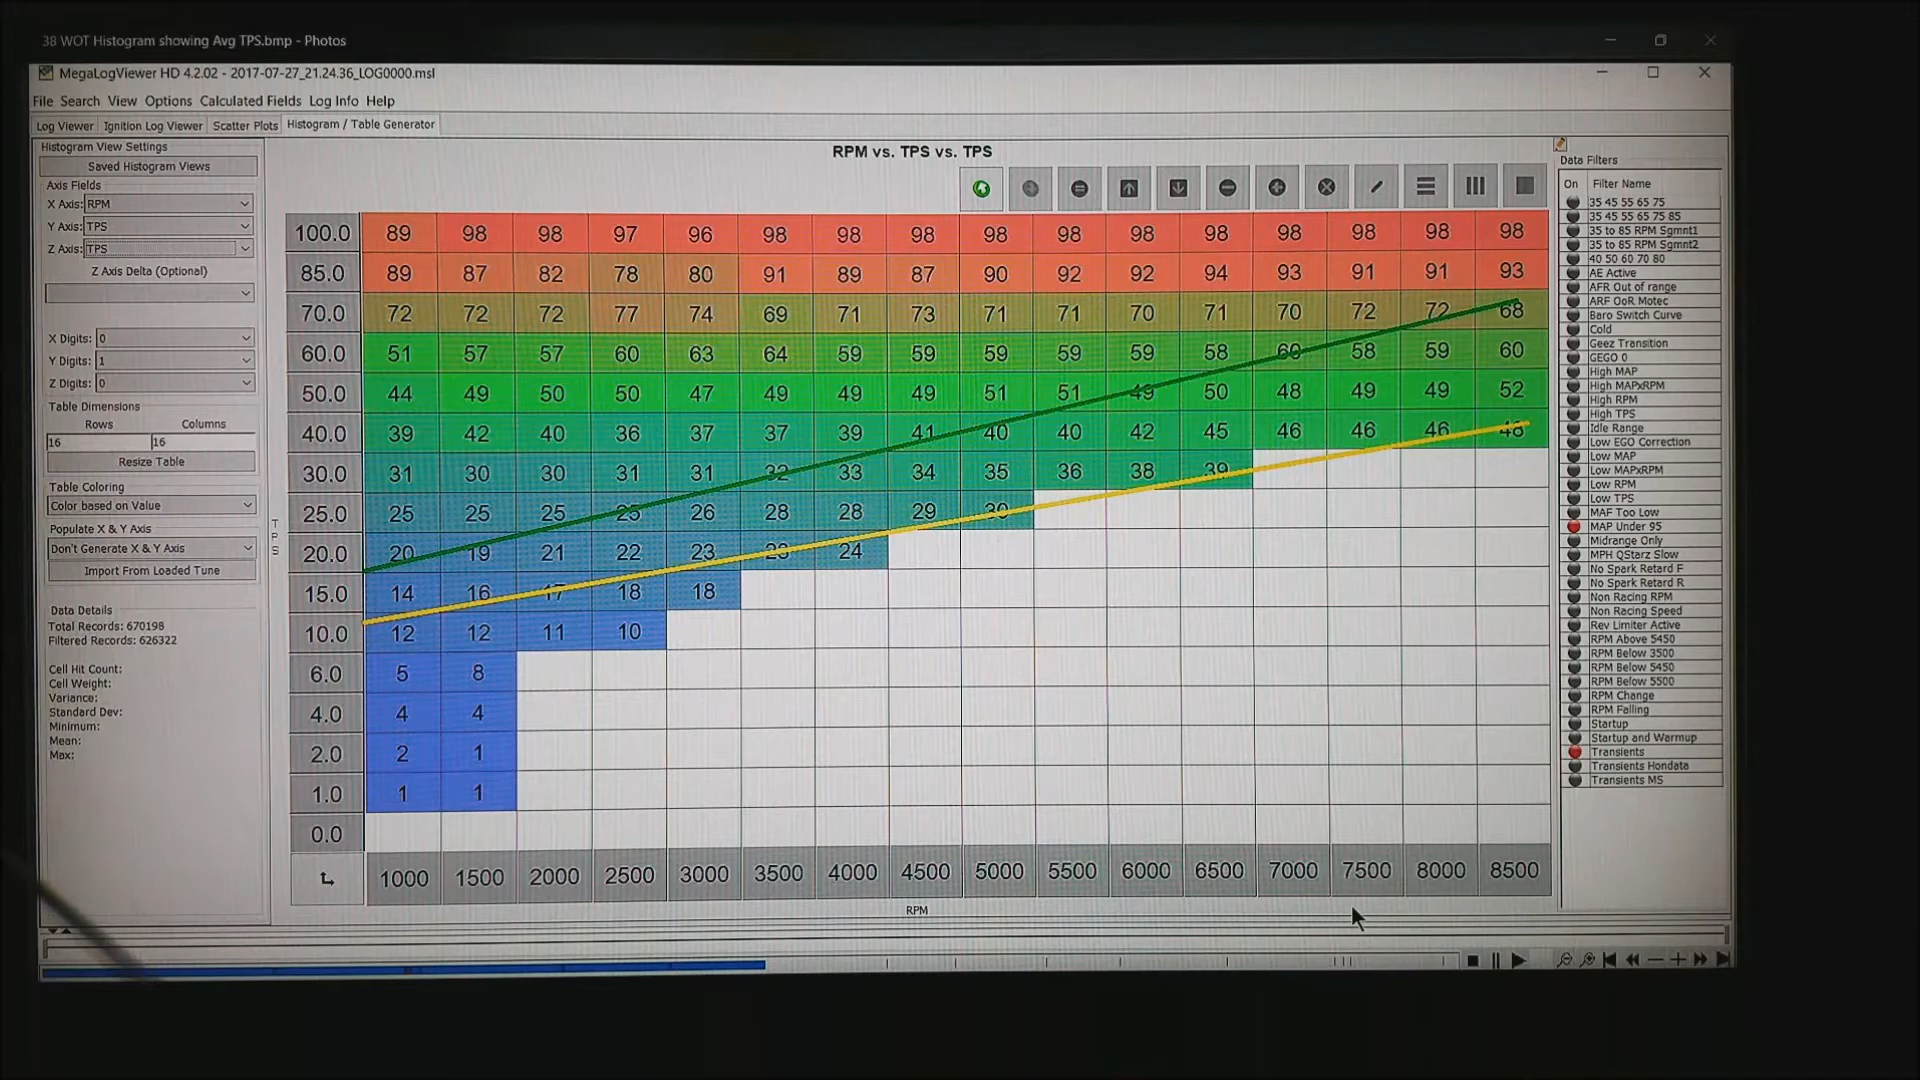 38 WOT Histogram showing Avg TPS.bmp - Photos
MegaLogViewer HD 4.2.02 - 2017-07-27_21.24.36_LOG0000.msl
File Search View Options Calculated Fields Log Info Help
Log Viewer Ignition Log Viewer Scatter Plots Histogram / Table Generator
Histogram View Settings
Saved Histogram Views
Axis Fields
X Axis: RPM
Y Axis: TPS
Z Axis: TPS
Z Axis Delta (Optional)
X Digits: 0
Y Digits: 1
Z Digits: 0
Table Dimensions
Rows Columns
16 16
Resize Table
Table Coloring
Color based on Value
Populate X & Y Axis
Don't Generate X & Y Axis
Import From Loaded Tune
Data Details
Total Records: 670198
Filtered Records: 626322
Cell Hit Count:
Cell Weight:
Variance:
Standard Dev:
Minimum:
Mean:
Max:
RPM vs. TPS vs. TPS
TPS
100.0 89 98 98 97 96 98 98 98 98 98 98 98 98 98 98 98
85.0 89 87 82 78 80 91 89 87 90 92 92 94 93 91 91 93
70.0 72 72 72 77 74 69 71 73 71 71 70 71 70 72 72 68
60.0 51 57 57 60 63 64 59 59 59 59 59 58 60 58 59 60
50.0 44 49 50 50 47 49 49 49 51 51 49 50 48 49 49 52
40.0 39 42 40 36 37 37 39 41 40 40 42 45 46 46 46 48
30.0 31 30 30 31 31 32 33 34 35 36 38 39
25.0 25 25 25 25 26 28 28 29 30
20.0 20 19 21 22 23 23 24
15.0 14 16 17 18 18
10.0 12 12 11 10
6.0 5 8
4.0 4 4
2.0 2 1
1.0 1 1
0.0
1000 1500 2000 2500 3000 3500 4000 4500 5000 5500 6000 6500 7000 7500 8000 8500
RPM
Data Filters
On Filter Name
35 45 55 65 75
35 45 55 65 75 85
35 to 85 RPM Sgmnt1
35 to 85 RPM Sgmnt2
40 50 60 70 80
AE Active
AFR Out of range
ARF OoR Motec
Baro Switch Curve
Cold
Geez Transition
GEGO 0
High MAP
High MAPxRPM
High RPM
High TPS
Idle Range
Low EGO Correction
Low MAP
Low MAPxRPM
Low RPM
Low TPS
MAF Too Low
MAP Under 95
Midrange Only
MPH QStarz Slow
No Spark Retard F
No Spark Retard R
Non Racing RPM
Non Racing Speed
Rev Limiter Active
RPM Above 5450
RPM Below 3500
RPM Below 5450
RPM Below 5500
RPM Change
RPM Falling
Startup
Startup and Warmup
Transients
Transients Hondata
Transients MS